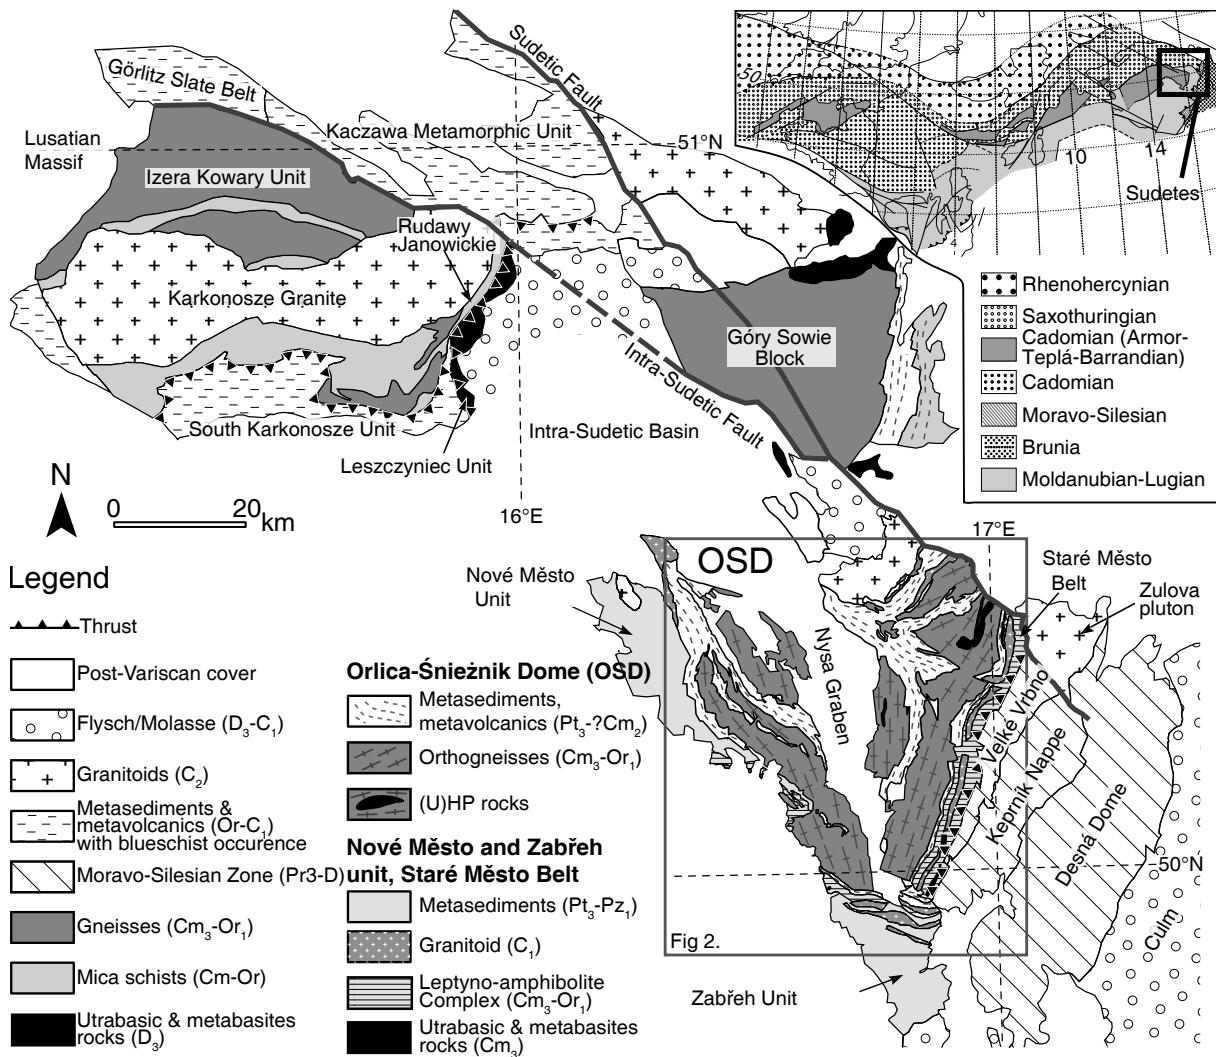 Görlitz Slate Belt
Sudetic Fault
Lusatian
Massif
Kaczawa Metamorphic Unit
51°N
Izera Kowary Unit
Rudawy
Janowickie
Karkonosze Granite
Góry Sowie
Block
Intra-Sudetic Fault
South Karkonosze Unit
Intra-Sudetic Basin
Leszczyniec Unit
N
0
20
km
16°E
50
10
14
4
Sudetes
Rhenohercynian
Saxothuringian
Cadomian (Armor-
Teplá-Barrandian)
Cadomian
Moravo-Silesian
Brunia
Moldanubian-Lugian
17°E
OSD
Nové Město
Unit
Staré Město
Belt
Zulova
pluton
Nysa Graben
Velké Vrbno
Keprník Nappe
Desná Dome
50°N
Culm
Fig 2.
Zabřeh Unit
Legend
Thrust
Post-Variscan cover
Flysch/Molasse (D3-C1)
Granitoids (C2)
Metasediments &
metavolcanics (Or-C1)
with blueschist occurence
Moravo-Silesian Zone (Pr3-D)
Gneisses (Cm3-Or1)
Mica schists (Cm-Or)
Utrabasic & metabasites
rocks (D3)
Orlica-Śnieżnik Dome (OSD)
Metasediments,
metavolcanics (Pt3-?Cm2)
Orthogneisses (Cm3-Or1)
(U)HP rocks
Nové Město and Zabřeh
unit, Staré Město Belt
Metasediments (Pt3-Pz1)
Granitoid (C1)
Leptyno-amphibolite
Complex (Cm3-Or1)
Utrabasic & metabasites
rocks (Cm3)